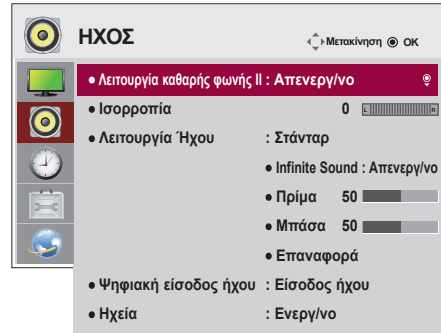 ΗΧΟΣ
Μετακίνηση OK
• Λειτουργία καθαρής φωνής II : Απενεργ/νο
• Ισορροπία 0 L R
• Λειτουργία Ήχου : Στάνταρ
• Infinite Sound : Απενεργ/νο
• Πρίμα 50
• Μπάσα 50
• Επαναφορά
• Ψηφιακή είσοδος ήχου : Είσοδος ήχου
• Ηχεία : Ενεργ/νο